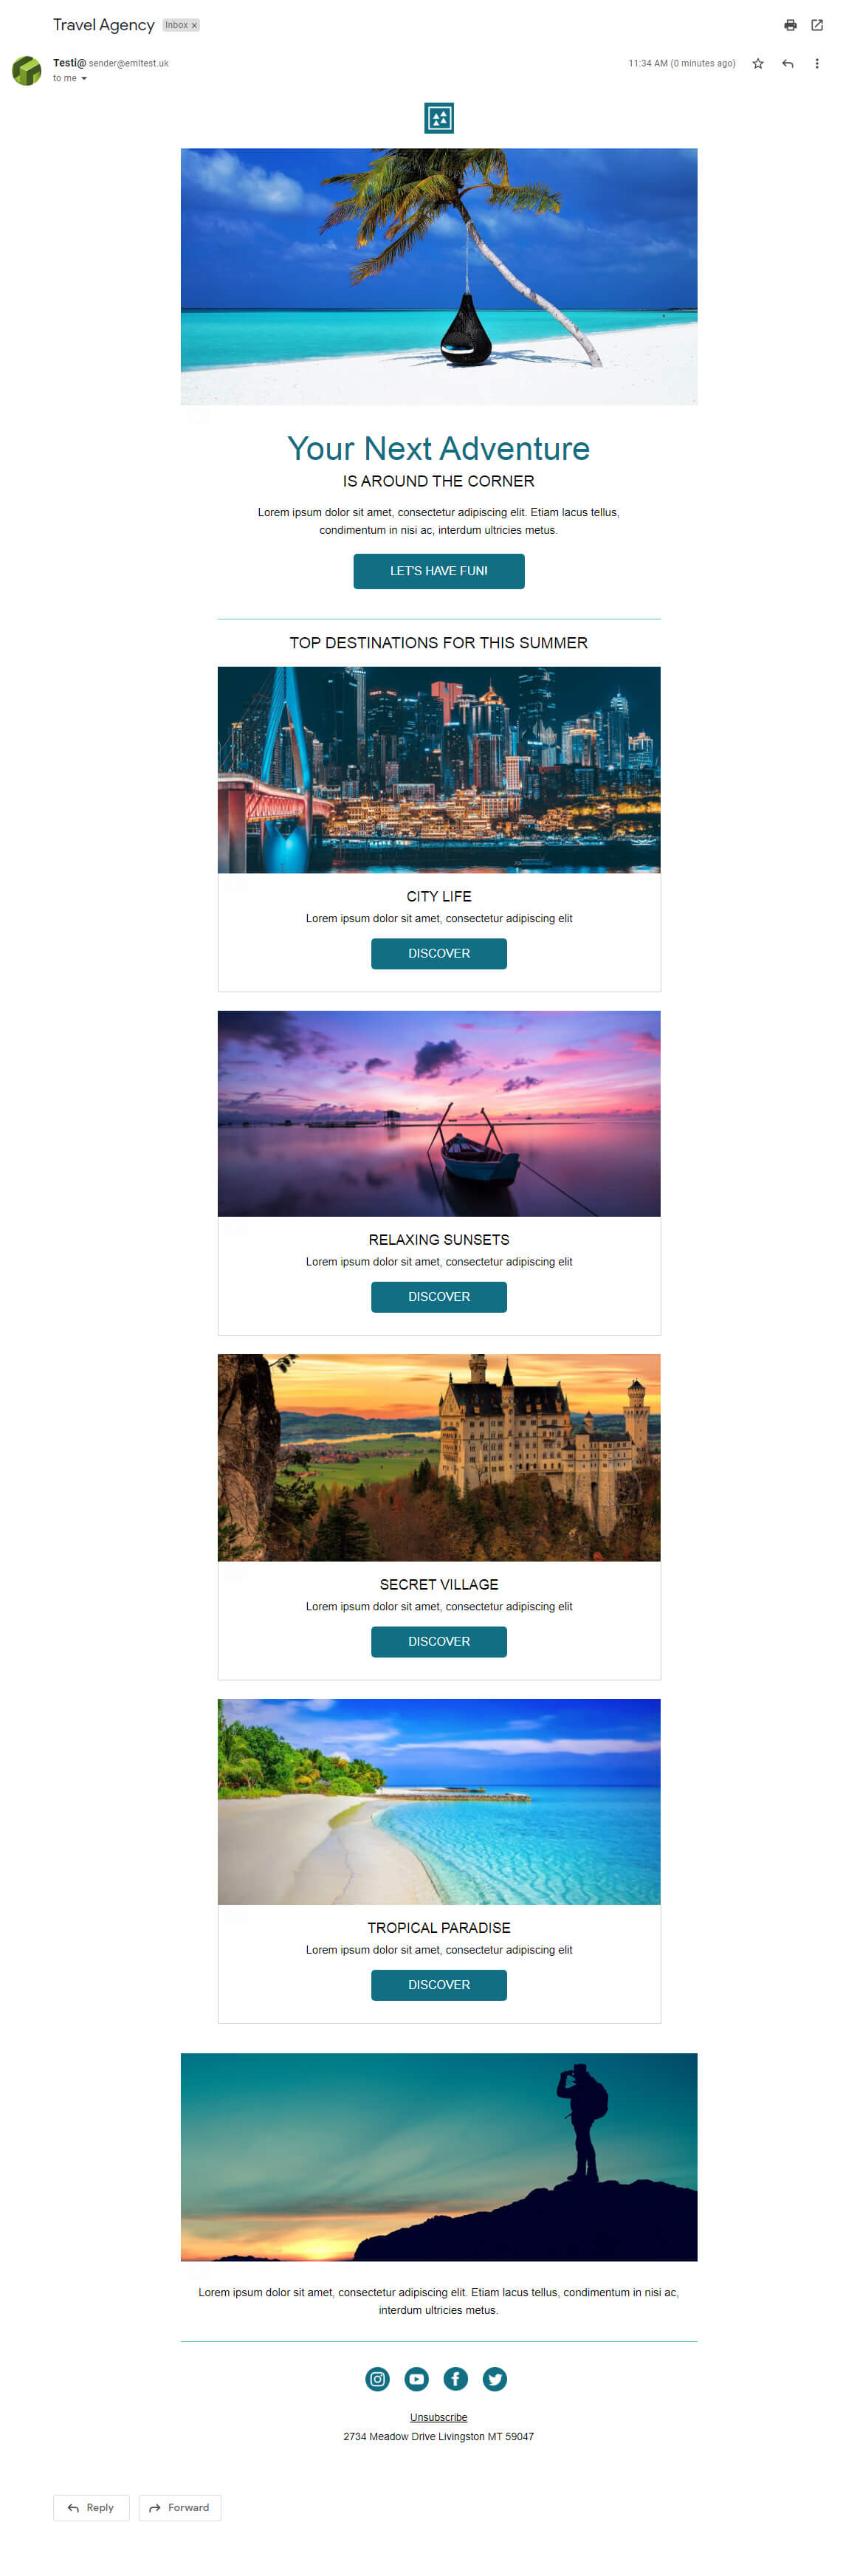 Travel Agency Inbox ×
Testi@ sender@emltest.uk 11:34 AM (0 minutes ago)
to me
Your Next Adventure
IS AROUND THE CORNER
Lorem ipsum dolor sit amet, consectetur adipiscing elit. Etiam lacus tellus,
condimentum in nisi ac, interdum ultricies metus.
LET'S HAVE FUN!
TOP DESTINATIONS FOR THIS SUMMER
CITY LIFE
Lorem ipsum dolor sit amet, consectetur adipiscing elit
DISCOVER
RELAXING SUNSETS
Lorem ipsum dolor sit amet, consectetur adipiscing elit
DISCOVER
SECRET VILLAGE
Lorem ipsum dolor sit amet, consectetur adipiscing elit
DISCOVER
TROPICAL PARADISE
Lorem ipsum dolor sit amet, consectetur adipiscing elit
DISCOVER
Lorem ipsum dolor sit amet, consectetur adipiscing elit. Etiam lacus tellus, condimentum in nisi ac,
interdum ultricies metus.
Unsubscribe
2734 Meadow Drive Livingston MT 59047
Reply Forward